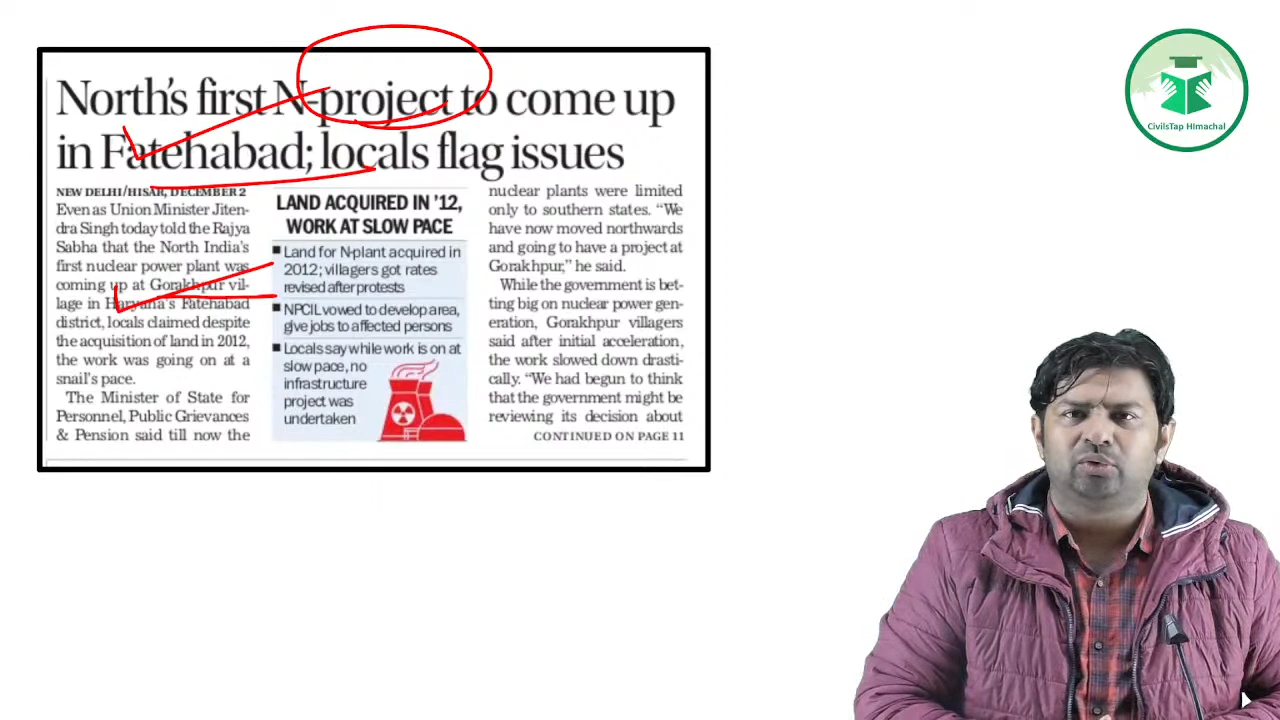 North's first N-project to come up
in Fatehabad; locals flag issues
NEW DELHI/HISAR, DECEMBER 2
Even as Union Minister Jiten-
dra Singh today told the Rajya
Sabha that the North India's
first nuclear power plant was
coming up at Gorakhpur vil-
lage in Haryana's Fatehabad
district, locals claimed despite
the acquisition of land in 2012,
the work was going on at a
snail's pace.
The Minister of State for
Personnel, Public Grievances
& Pension said till now the
LAND ACQUIRED IN '12,
WORK AT SLOW PACE
Land for N-plant acquired in
2012; villagers got rates
revised after protests
NPCIL vowed to develop area,
give jobs to affected persons
Locals say while work is on at
slow pace, no
infrastructure
project was
undertaken
nuclear plants were limited
only to southern states. “We
have now moved northwards
and going to have a project at
Gorakhpur,” he said.
While the government is bet-
ting big on nuclear power gen-
eration, Gorakhpur villagers
said after initial acceleration,
the work slowed down drasti-
cally. “We had begun to think
that the government might be
reviewing its decision about
CONTINUED ON PAGE 11
CivilsTap HImachal